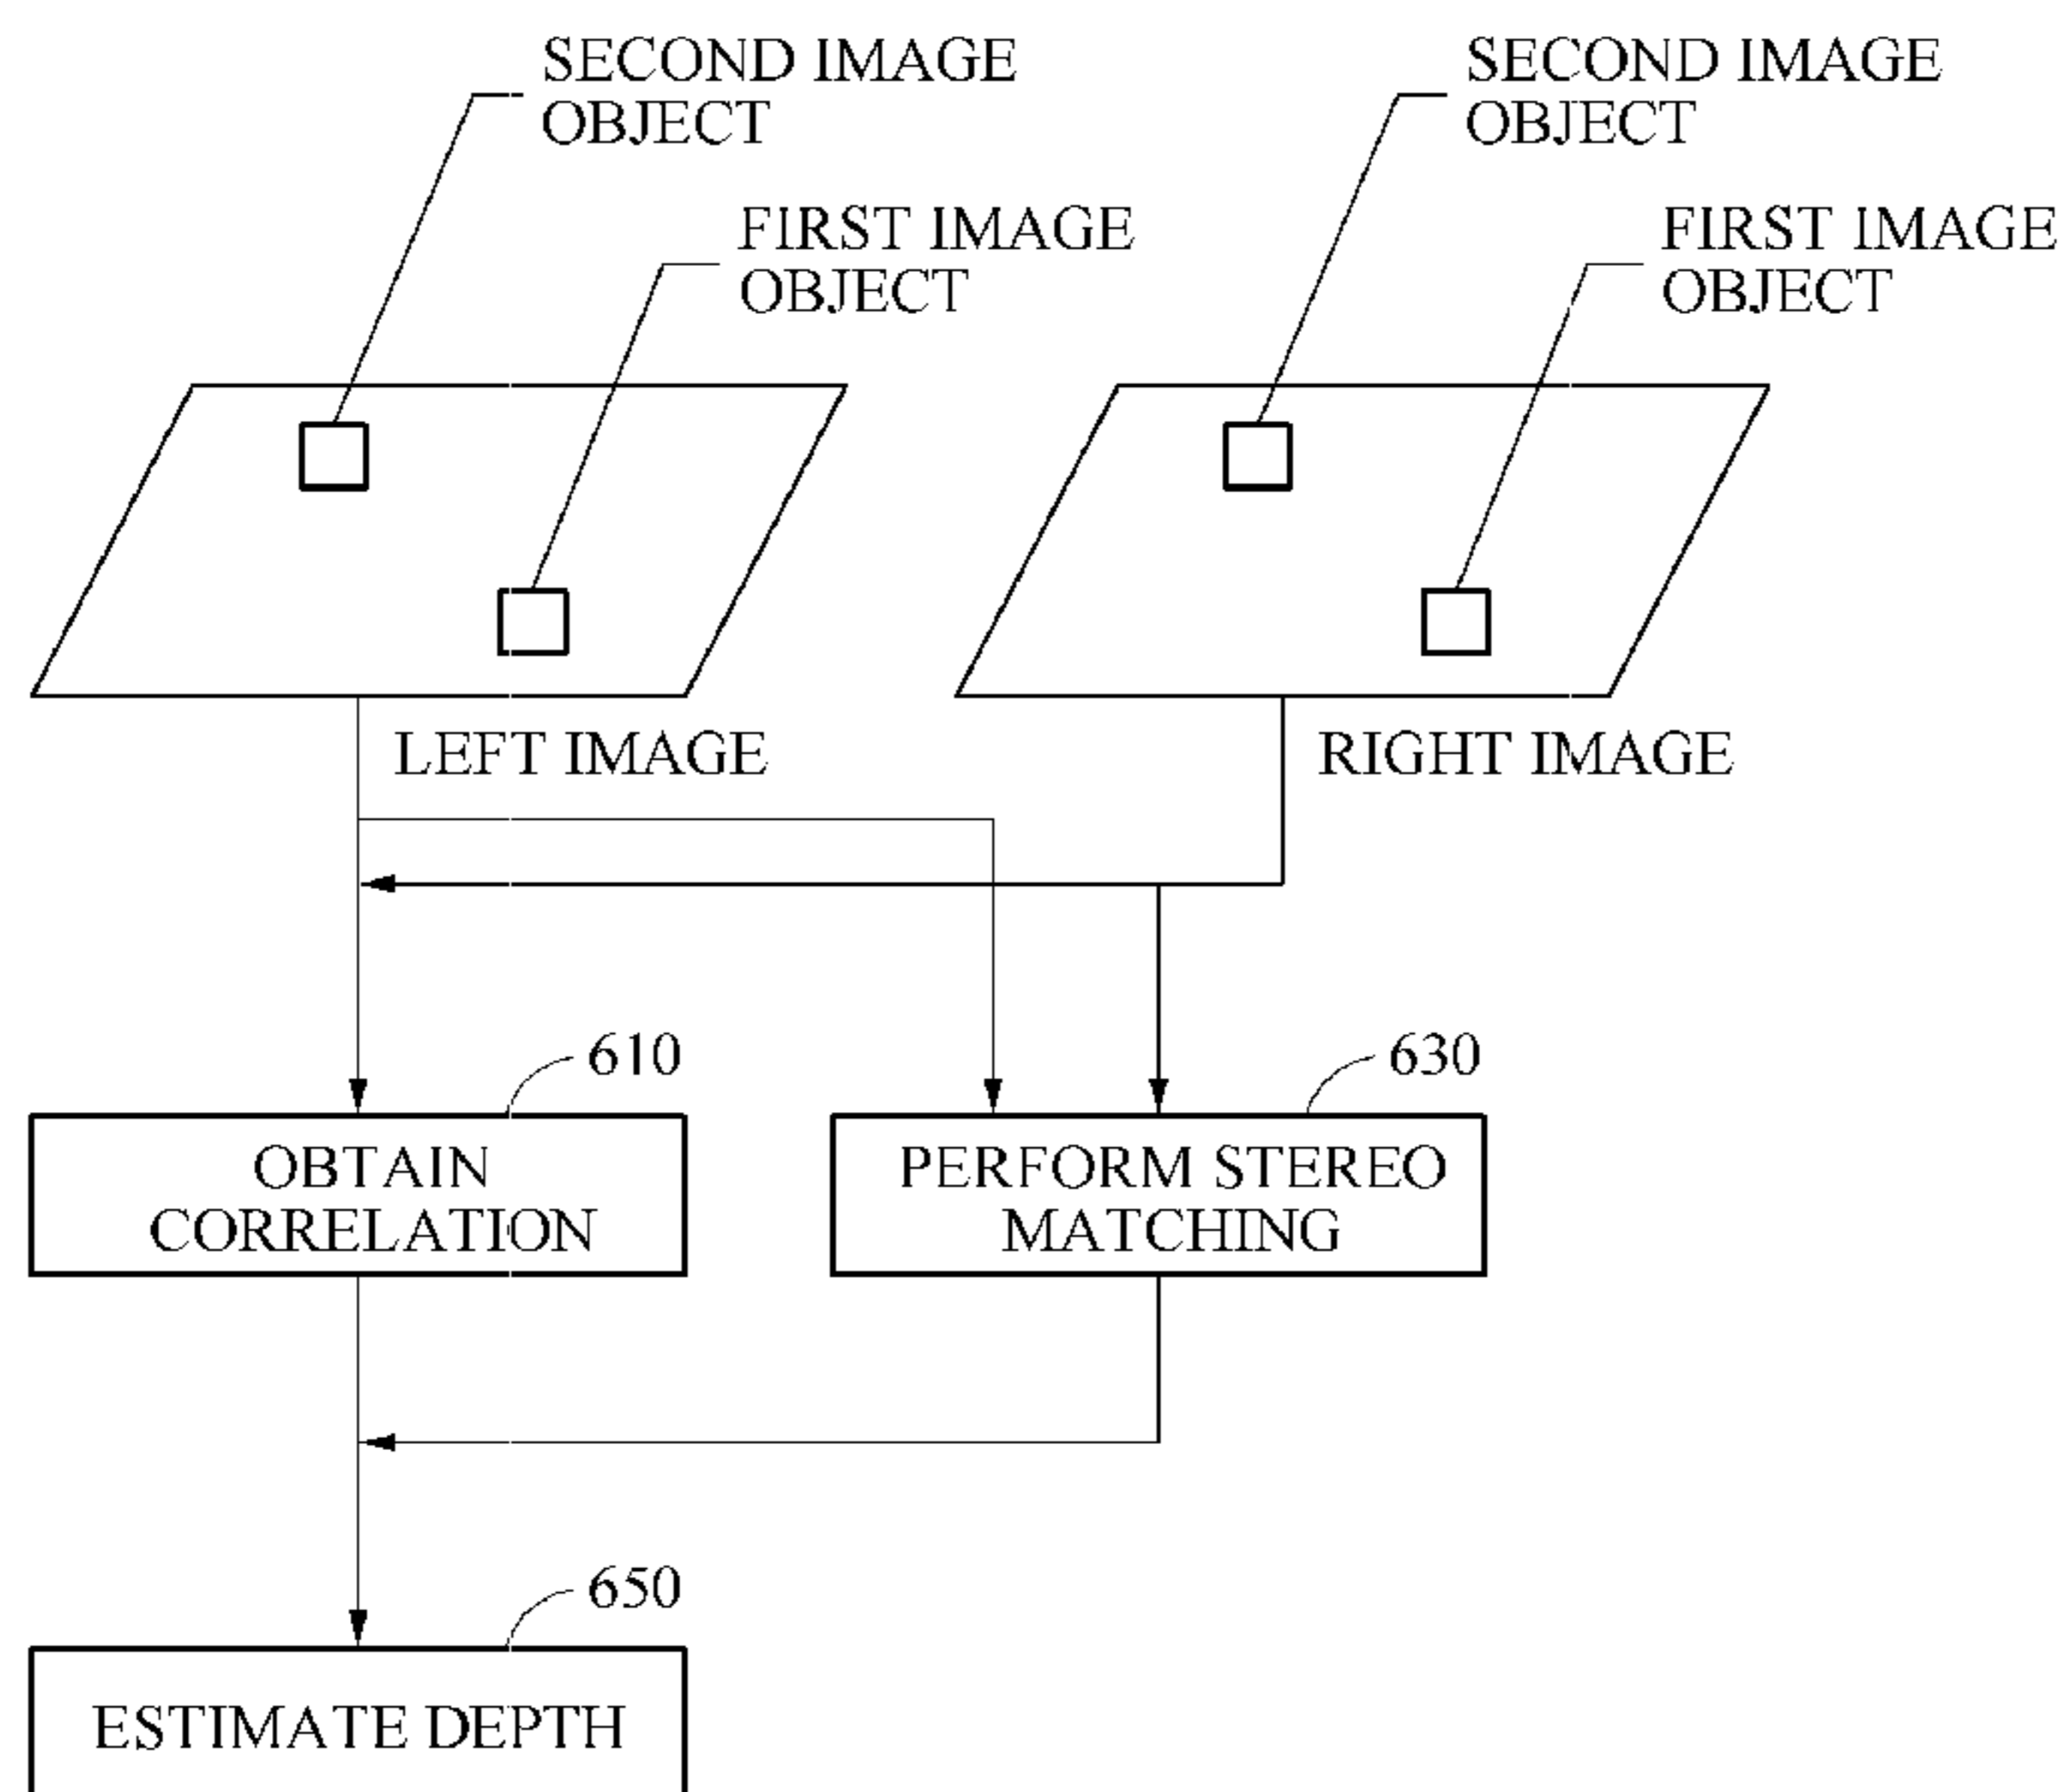 SECOND IMAGE
OBJECT
FIRST IMAGE
OBJECT
SECOND IMAGE
OBJECT
FIRST IMAGE
OBJECT
LEFT IMAGE
RIGHT IMAGE
610
OBTAIN
CORRELATION
630
PERFORM STEREO
MATCHING
650
ESTIMATE DEPTH